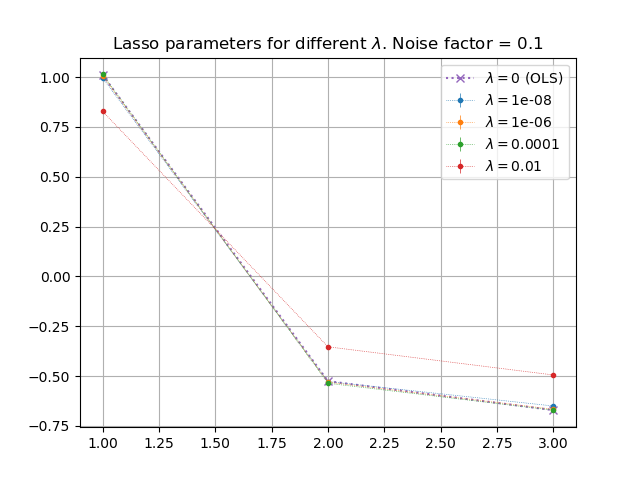 Lasso parameters for different λ. Noise factor = 0.1
λ = 0 (OLS)
λ = 1e-08
λ = 1e-06
λ = 0.0001
λ = 0.01
1.00
0.75
0.50
0.25
0.00
−0.25
−0.50
−0.75
1.00 1.25 1.50 1.75 2.00 2.25 2.50 2.75 3.00